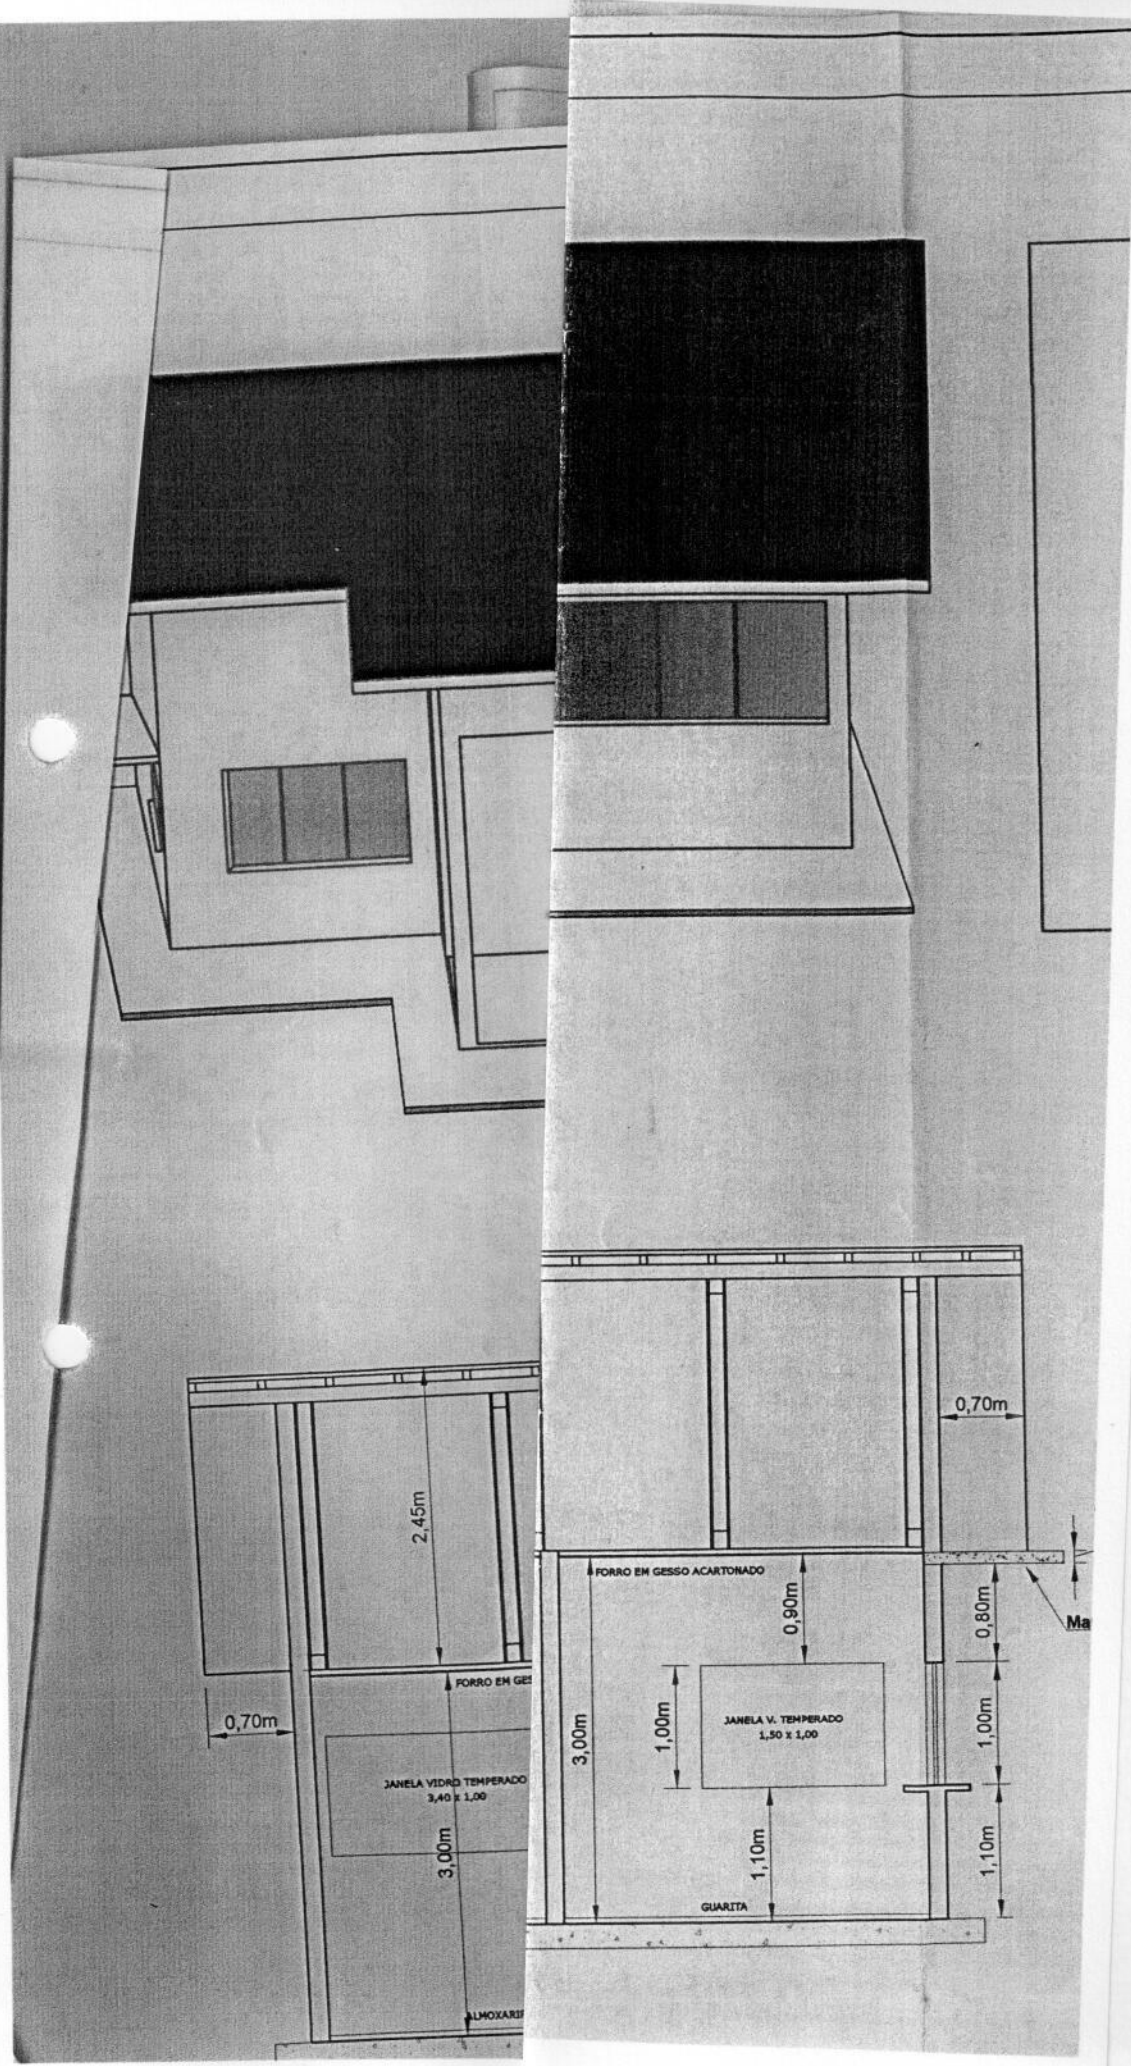 0,70m
2,45m
FORRO EM GESSO ACARTONADO
0,90m
0,80m
Ma
FORRO EM GES
0,70m
3,00m
1,00m
JANELA V. TEMPERADO
1,50 x 1,00
1,00m
JANELA VIDRO TEMPERADO
3,40 x 1,00
3,00m
1,10m
1,10m
GUARITA
ALMOXARIF